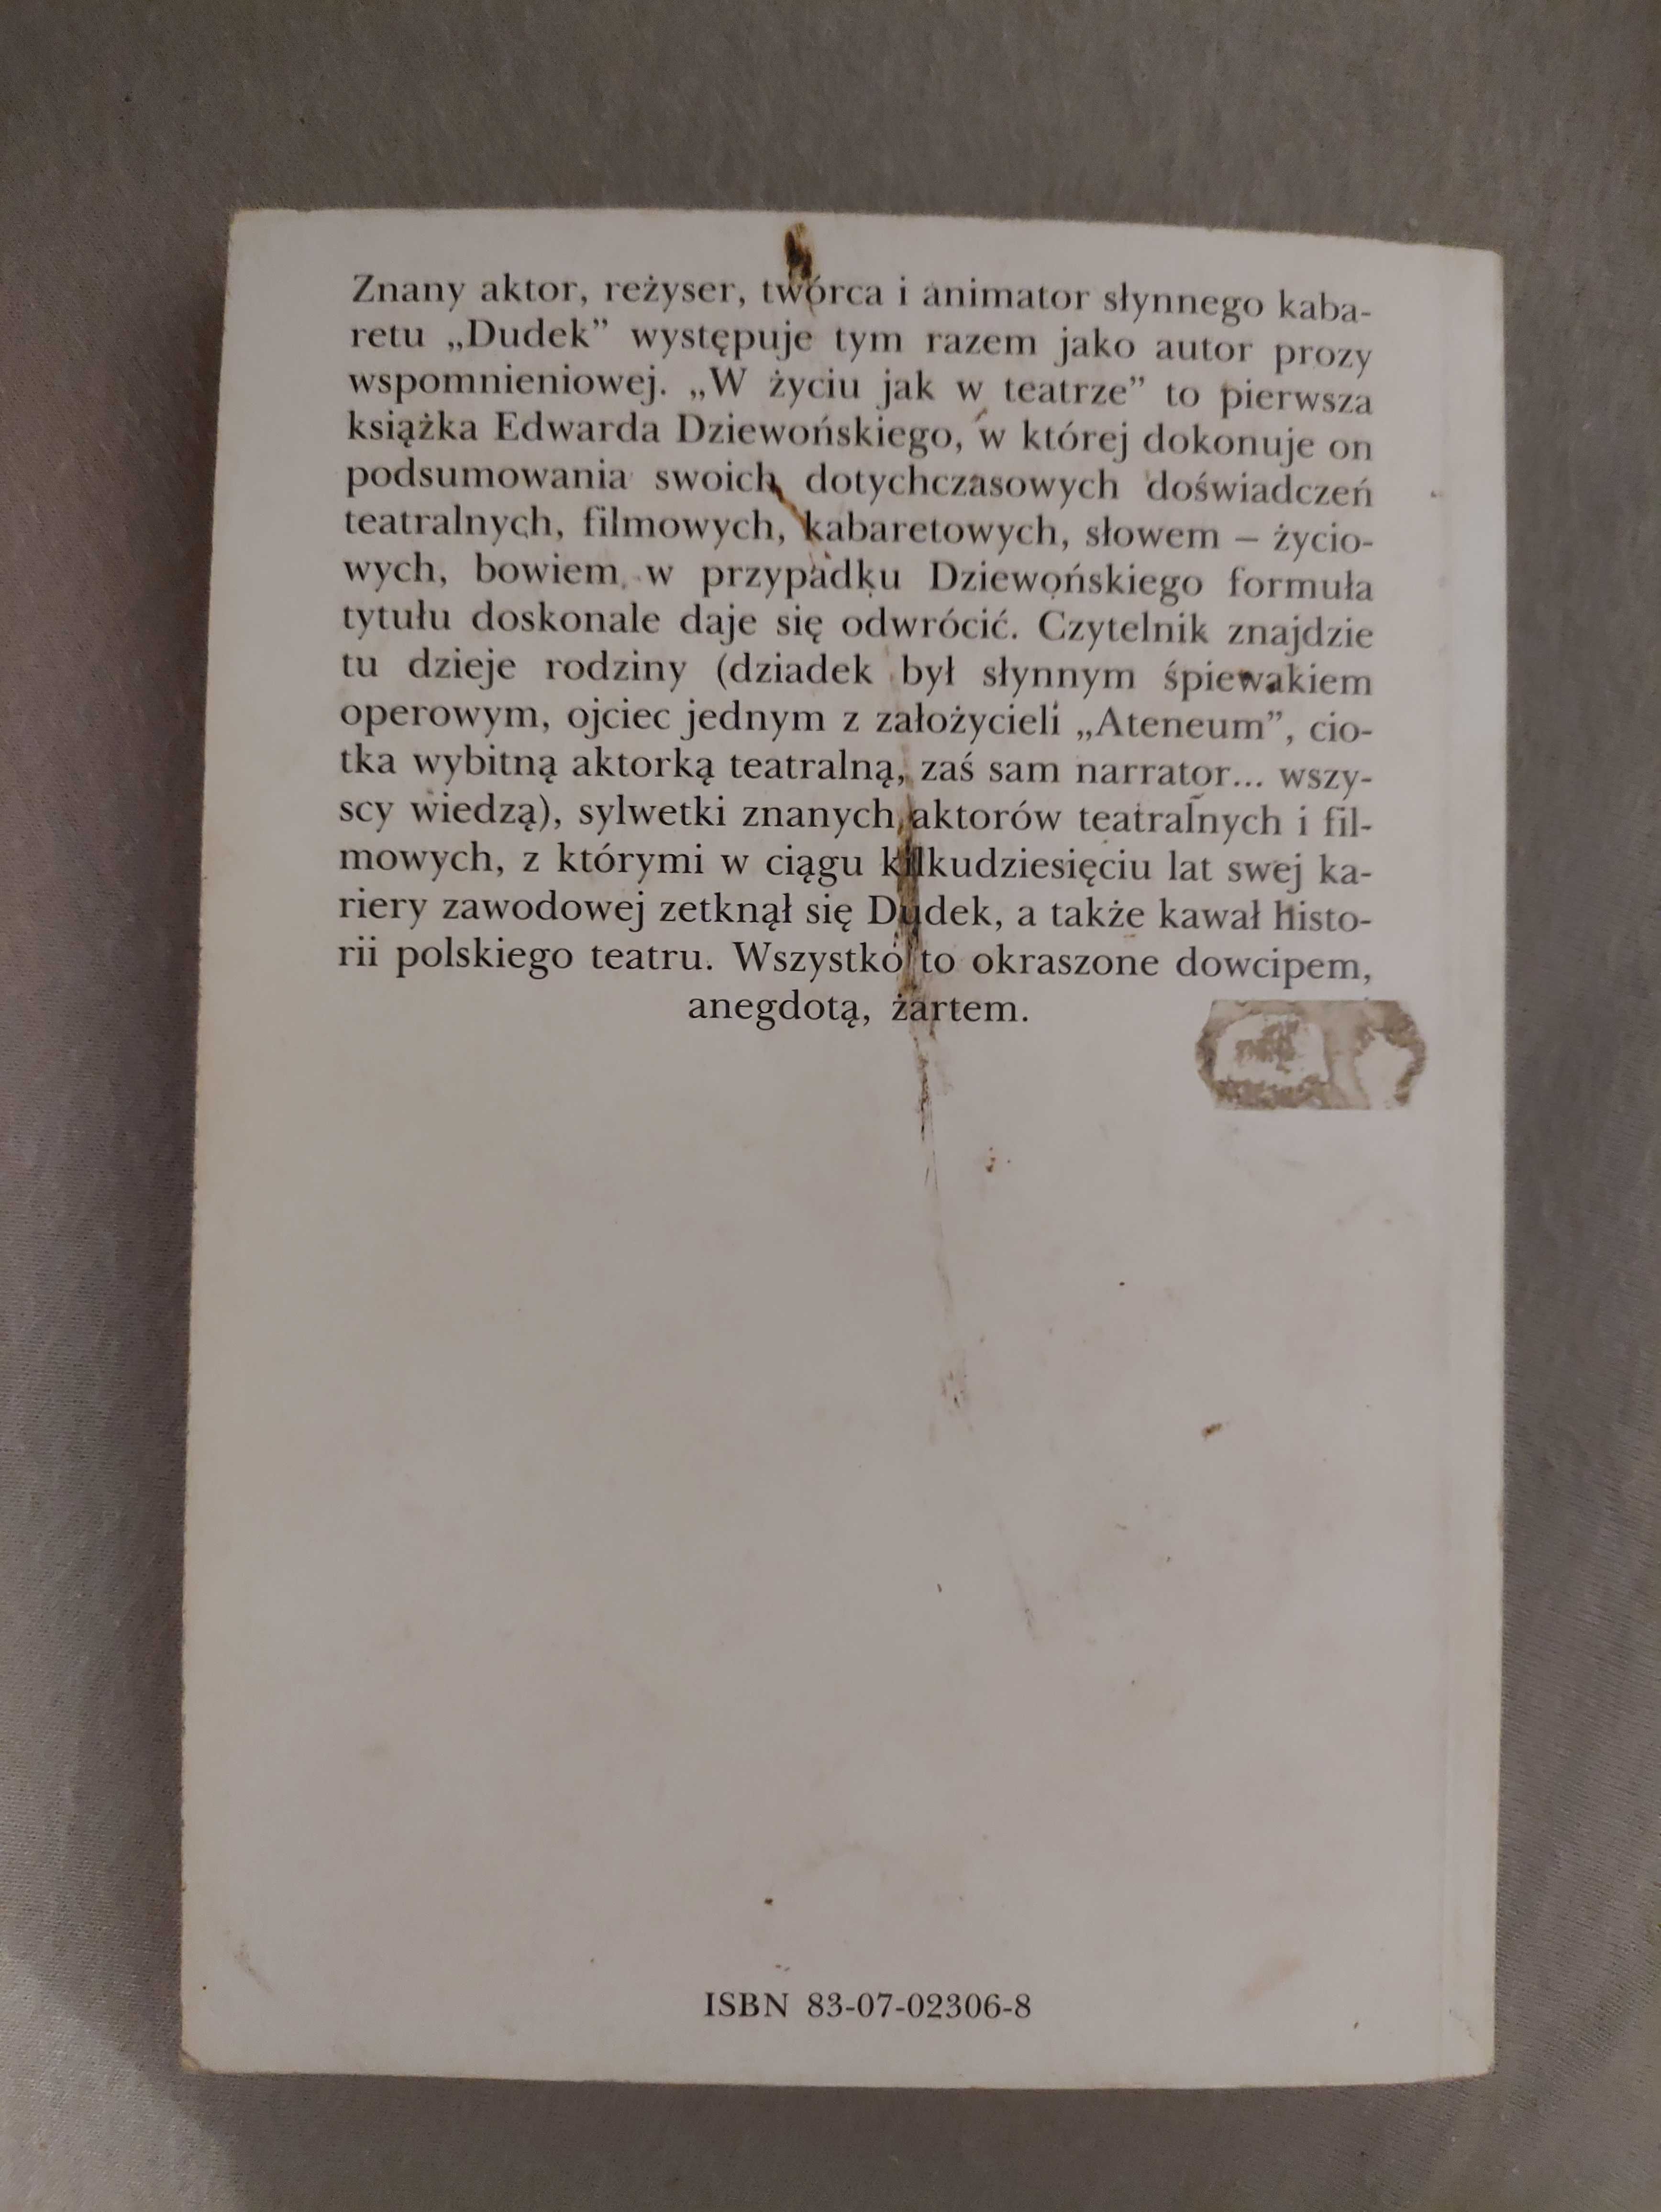 Znany aktor, reżyser, twórca i animator słynnego kaba-
retu „Dudek” występuje tym razem jako autor prozy
wspomnieniowej. „W życiu jak w teatrze” to pierwsza
książka Edwarda Dziewońskiego, w której dokonuje on
podsumowania swoich dotychczasowych doświadczeń
teatralnych, filmowych, kabaretowych, słowem – życio-
wych, bowiem w przypadku Dziewońskiego formuła
tytułu doskonale daje się odwrócić. Czytelnik znajdzie
tu dzieje rodziny (dziadek był słynnym śpiewakiem
operowym, ojciec jednym z założycieli „Ateneum”, cio-
tka wybitną aktorką teatralną, zaś sam narrator... wszy-
scy wiedzą), sylwetki znanych aktorów teatralnych i fil-
mowych, z którymi w ciągu kilkudziesięciu lat swej ka-
riery zawodowej zetknął się Dudek, a także kawał histo-
rii polskiego teatru. Wszystko to okraszone dowcipem,
anegdotą, żartem.
ISBN 83-07-02306-8